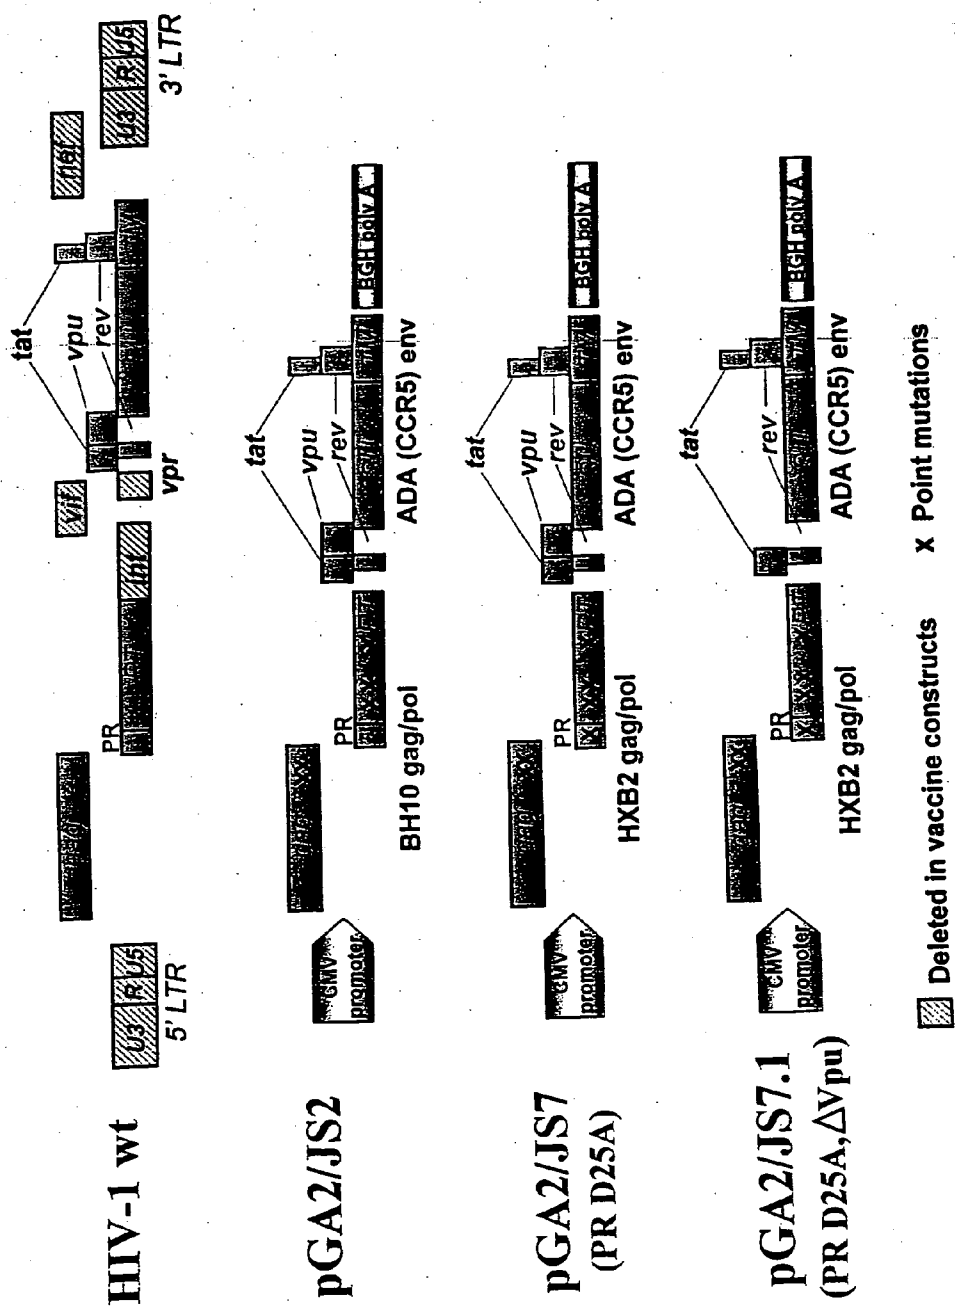 HIV-1 wt
5' LTR
U3 R U5
PR
int
vif
vpr
tat
vpu
rev
nef
U3 R U5
3' LTR
pGA2/JS2
CMV
promoter
PR
BH10 gag/pol
tat
vpu
rev
ADA (CCR5) env
BGH poly A
pGA2/JS7
(PR D25A)
CMV
promoter
PR
X
HXB2 gag/pol
tat
vpu
rev
ADA (CCR5) env
BGH poly A
pGA2/JS7.1
(PR D25A,ΔVpu)
CMV
promoter
PR
X
HXB2 gag/pol
tat
rev
ADA (CCR5) env
BGH poly A
Deleted in vaccine constructs
X Point mutations